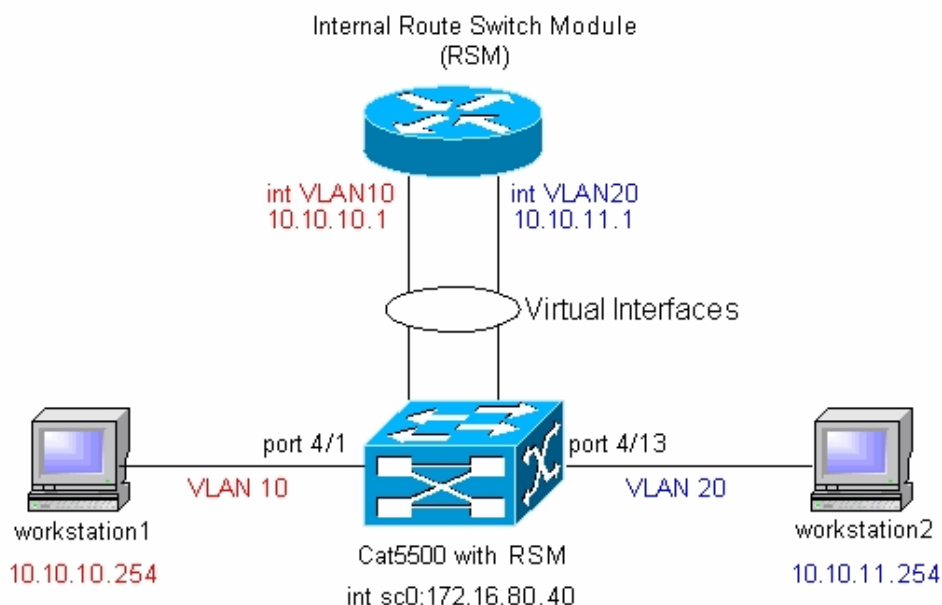 Internal Route Switch Module
(RSM)
int VLAN10
10.10.10.1
int VLAN20
10.10.11.1
Virtual Interfaces
port 4/1
port 4/13
VLAN 10
VLAN 20
workstation1
10.10.10.254
Cat5500 with RSM
int sc0:172.16.80.40
workstation2
10.10.11.254